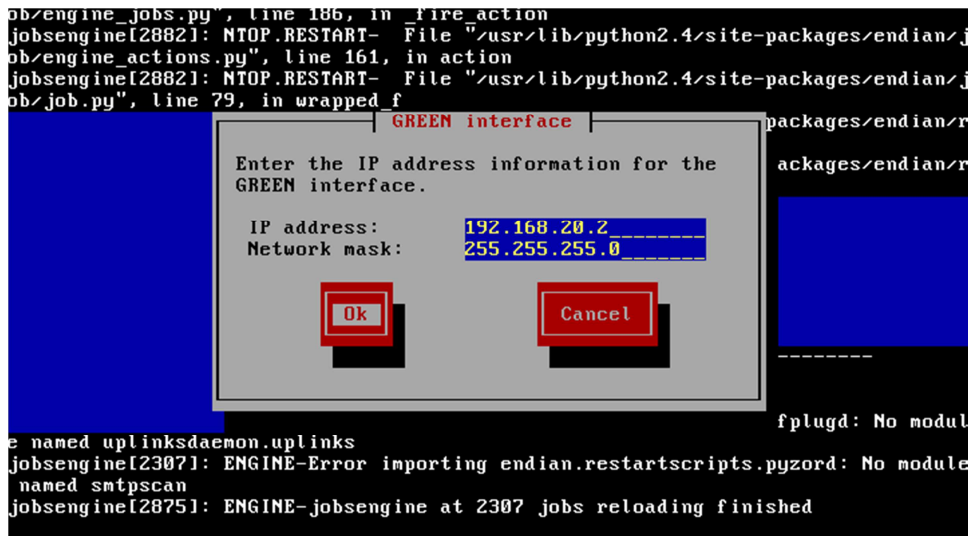 ob/engine_jobs.py", line 186, in _fire_action
jobsengine[2882]: NTOP.RESTART-  File "/usr/lib/python2.4/site-packages/endian/j
ob/engine_actions.py", line 161, in action
jobsengine[2882]: NTOP.RESTART-  File "/usr/lib/python2.4/site-packages/endian/j
ob/job.py", line 79, in wrapped_f
GREEN interface
packages/endian/r
Enter the IP address information for the
ackages/endian/r
GREEN interface.
IP address: 192.168.20.2________
Network mask: 255.255.255.0_______
Ok Cancel
--------
fplugd: No modul
e named uplinksdaemon.uplinks
jobsengine[2307]: ENGINE-Error importing endian.restartscripts.pyzord: No module
 named smtpscan
jobsengine[2875]: ENGINE-jobsengine at 2307 jobs reloading finished